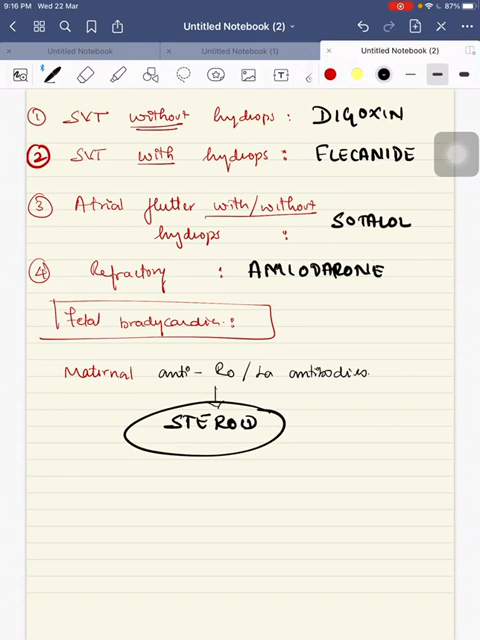 9:16 PM Wed 22 Mar
87%
Untitled Notebook (2)
Untitled Notebook
Untitled Notebook (1)
Untitled Notebook (2)
① SVT without hydrops : DIGOXIN
② SVT with hydrops : FLECANIDE
③ Atrial flutter with/without
hydrops : SOTALOL
④ Refractory : AMIODARONE
Fetal bradycardia :
Maternal anti-Ro/La antibodies.
STEROID